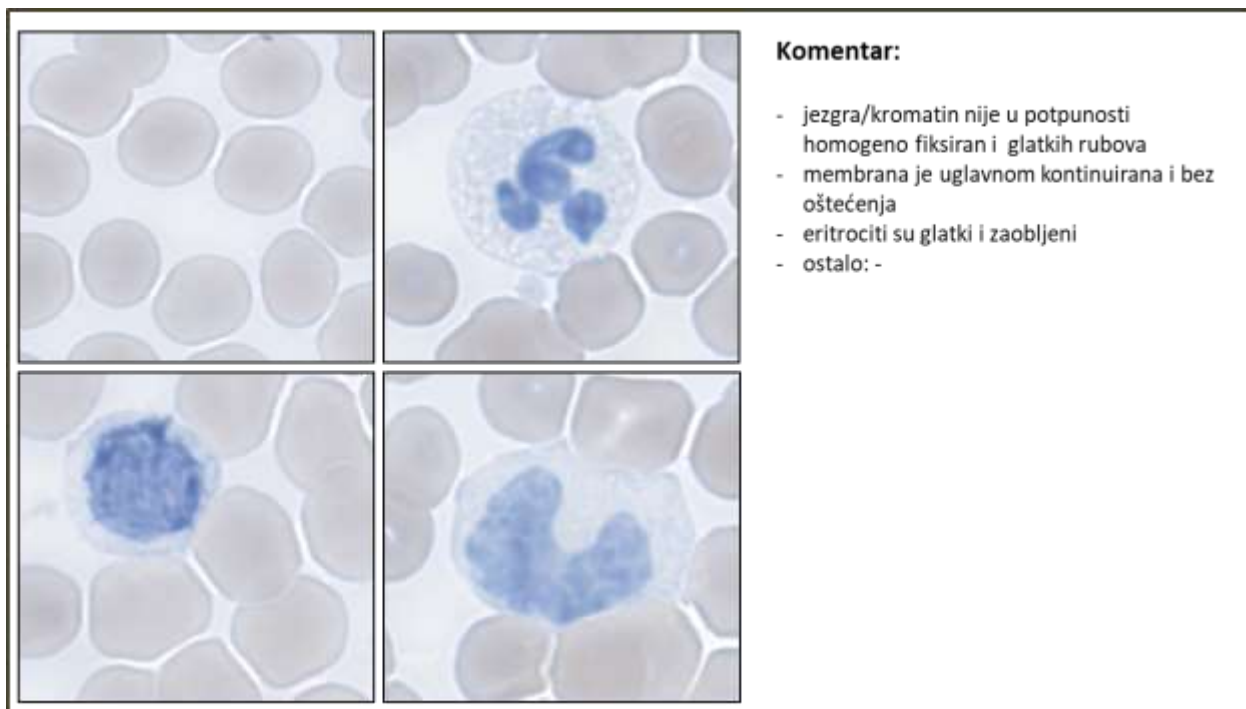 Komentar:
- jezgra/kromatin nije u potpunosti
homogeno fiksiran i glatkih rubova
- membrana je uglavnom kontinuirana i bez
oštećenja
- eritrociti su glatki i zaobljeni
- ostalo: -